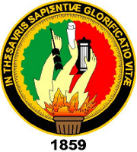 IN THESAVRIS SAPIENTIÆ GLORIFICATIO VITÆ
1859